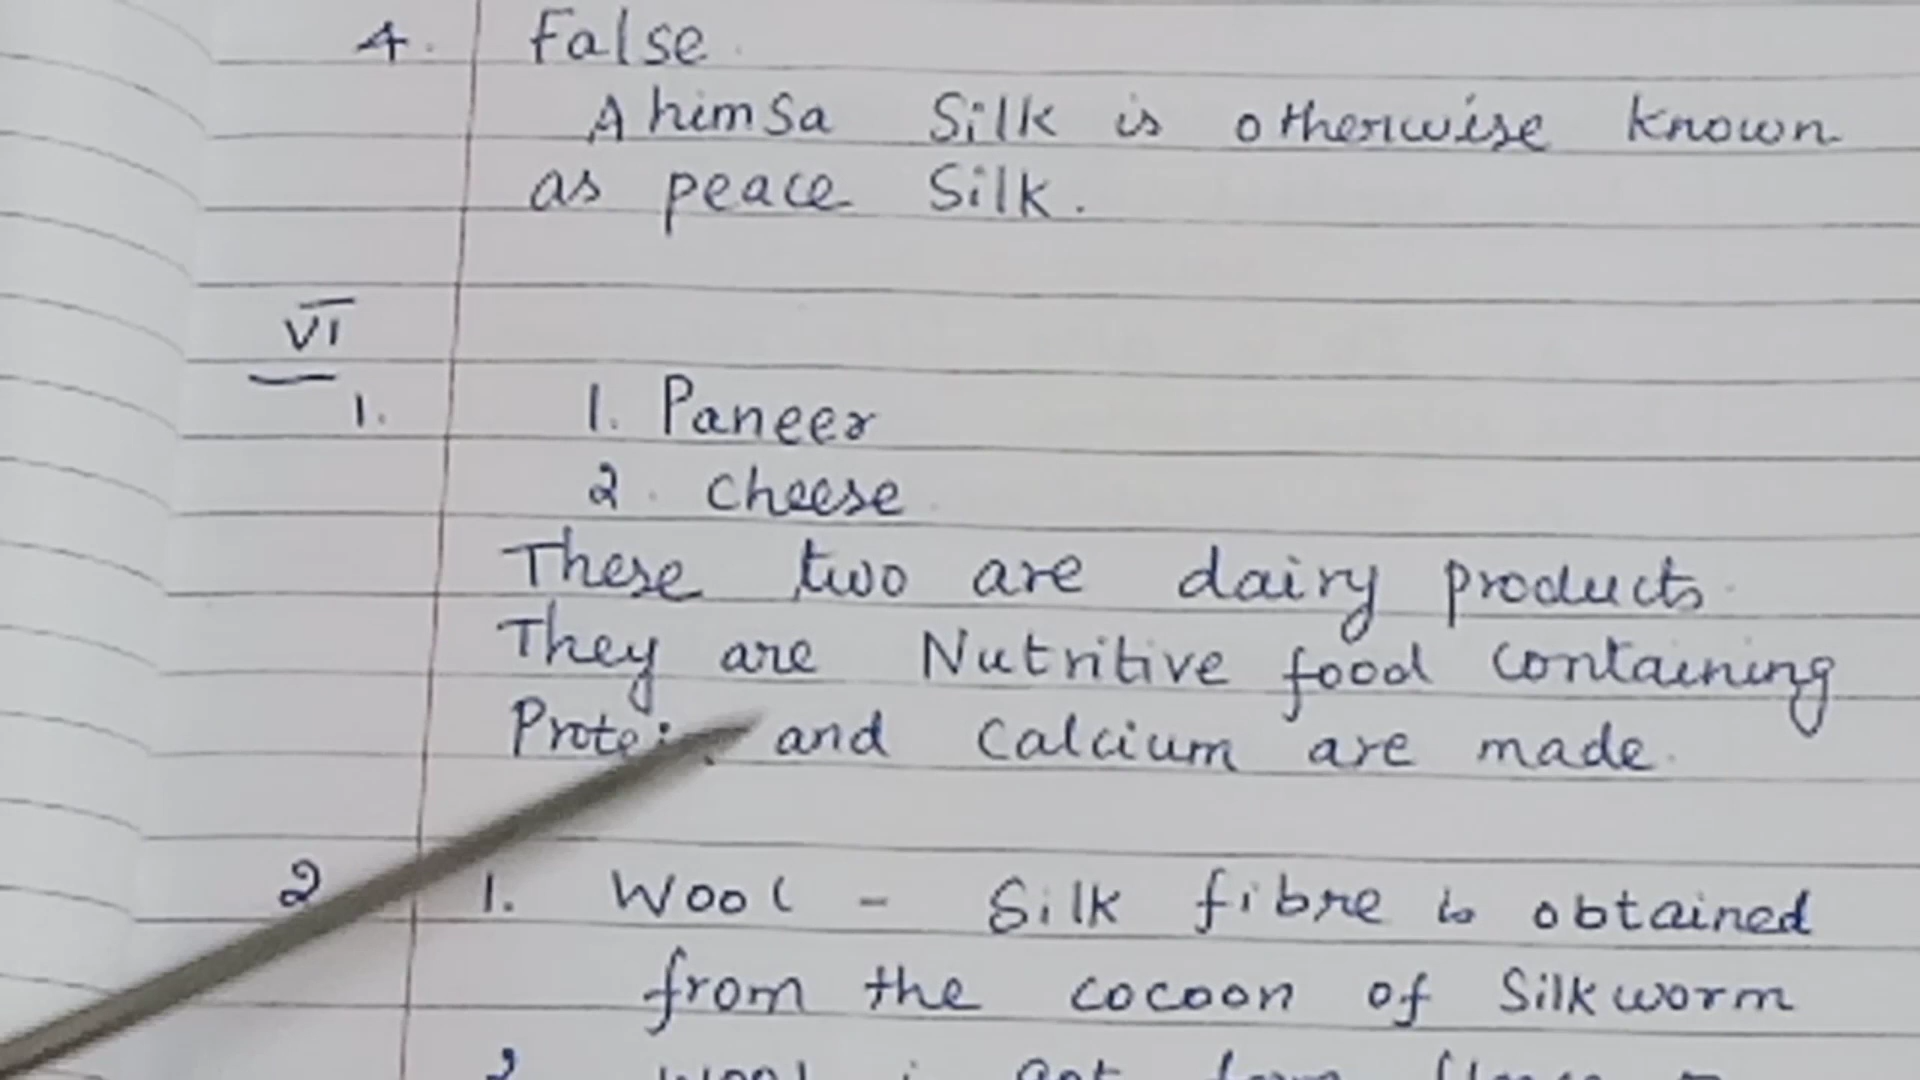 4. False.
Ahimsa Silk is otherwise known
as peace Silk.
VI
1. 1. Paneer
2. Cheese.
These two are dairy products.
They are Nutritive food containing
and Calcium are made.
2 1. Wool - Silk fibre is obtained
from the cocoon of Silkworm
2